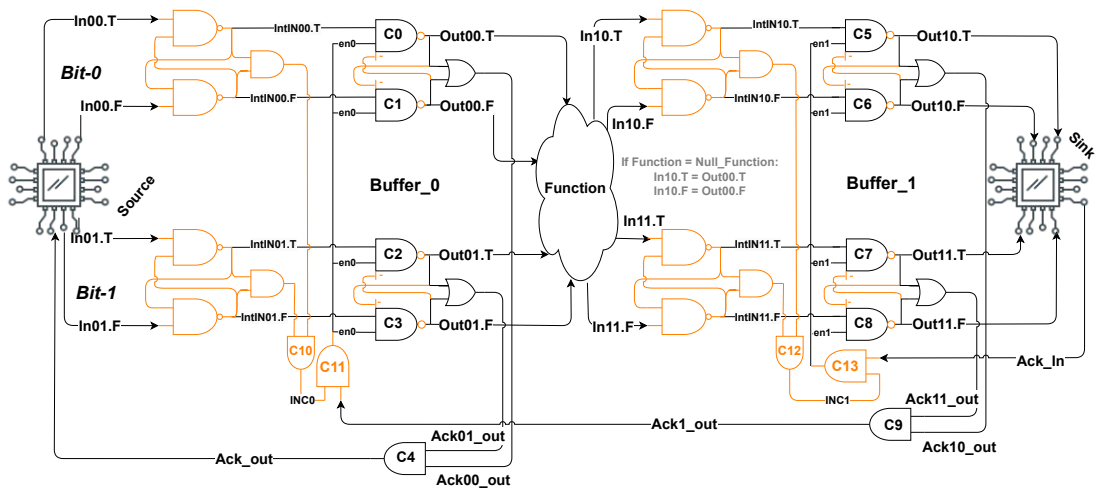 In00.T
IntIN00.T
C0
Out00.T
In10.T
IntIN10.T
C5
Out10.T
en0
en1
Bit-0
In00.F
IntIN00.F
C1
Out00.F
In10.F
IntIN10.F
C6
Out10.F
en0
en1
Source
Buffer_0
Function
If Function = Null_Function:
In10.T = Out00.T
In10.F = Out00.F
Buffer_1
Sink
In01.T
IntIN01.T
C2
Out01.T
In11.T
IntIN11.T
C7
Out11.T
en0
en1
Bit-1
In01.F
IntIN01.F
C3
Out01.F
In11.F
IntIN11.F
C8
Out11.F
en0
en1
C10
C11
C12
C13
Ack_In
INC0
INC1
Ack11_out
Ack1_out
C9
Ack01_out
Ack10_out
Ack_out
C4
Ack00_out